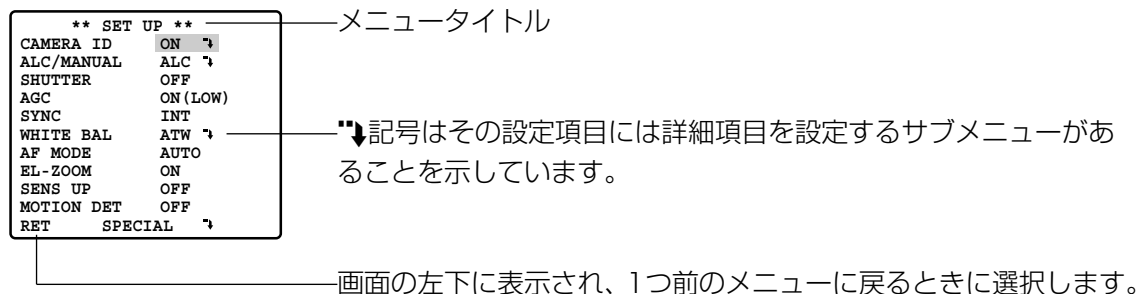 ** SET UP **
CAMERA ID ON ↴
ALC/MANUAL ALC ↴
SHUTTER OFF
AGC ON(LOW)
SYNC INT
WHITE BAL ATW ↴
AF MODE AUTO
EL-ZOOM ON
SENS UP OFF
MOTION DET OFF
RET SPECIAL ↴
メニュータイトル
↴記号はその設定項目には詳細項目を設定するサブメニューがあ
ることを示しています。
画面の左下に表示され、1つ前のメニューに戻るときに選択します。